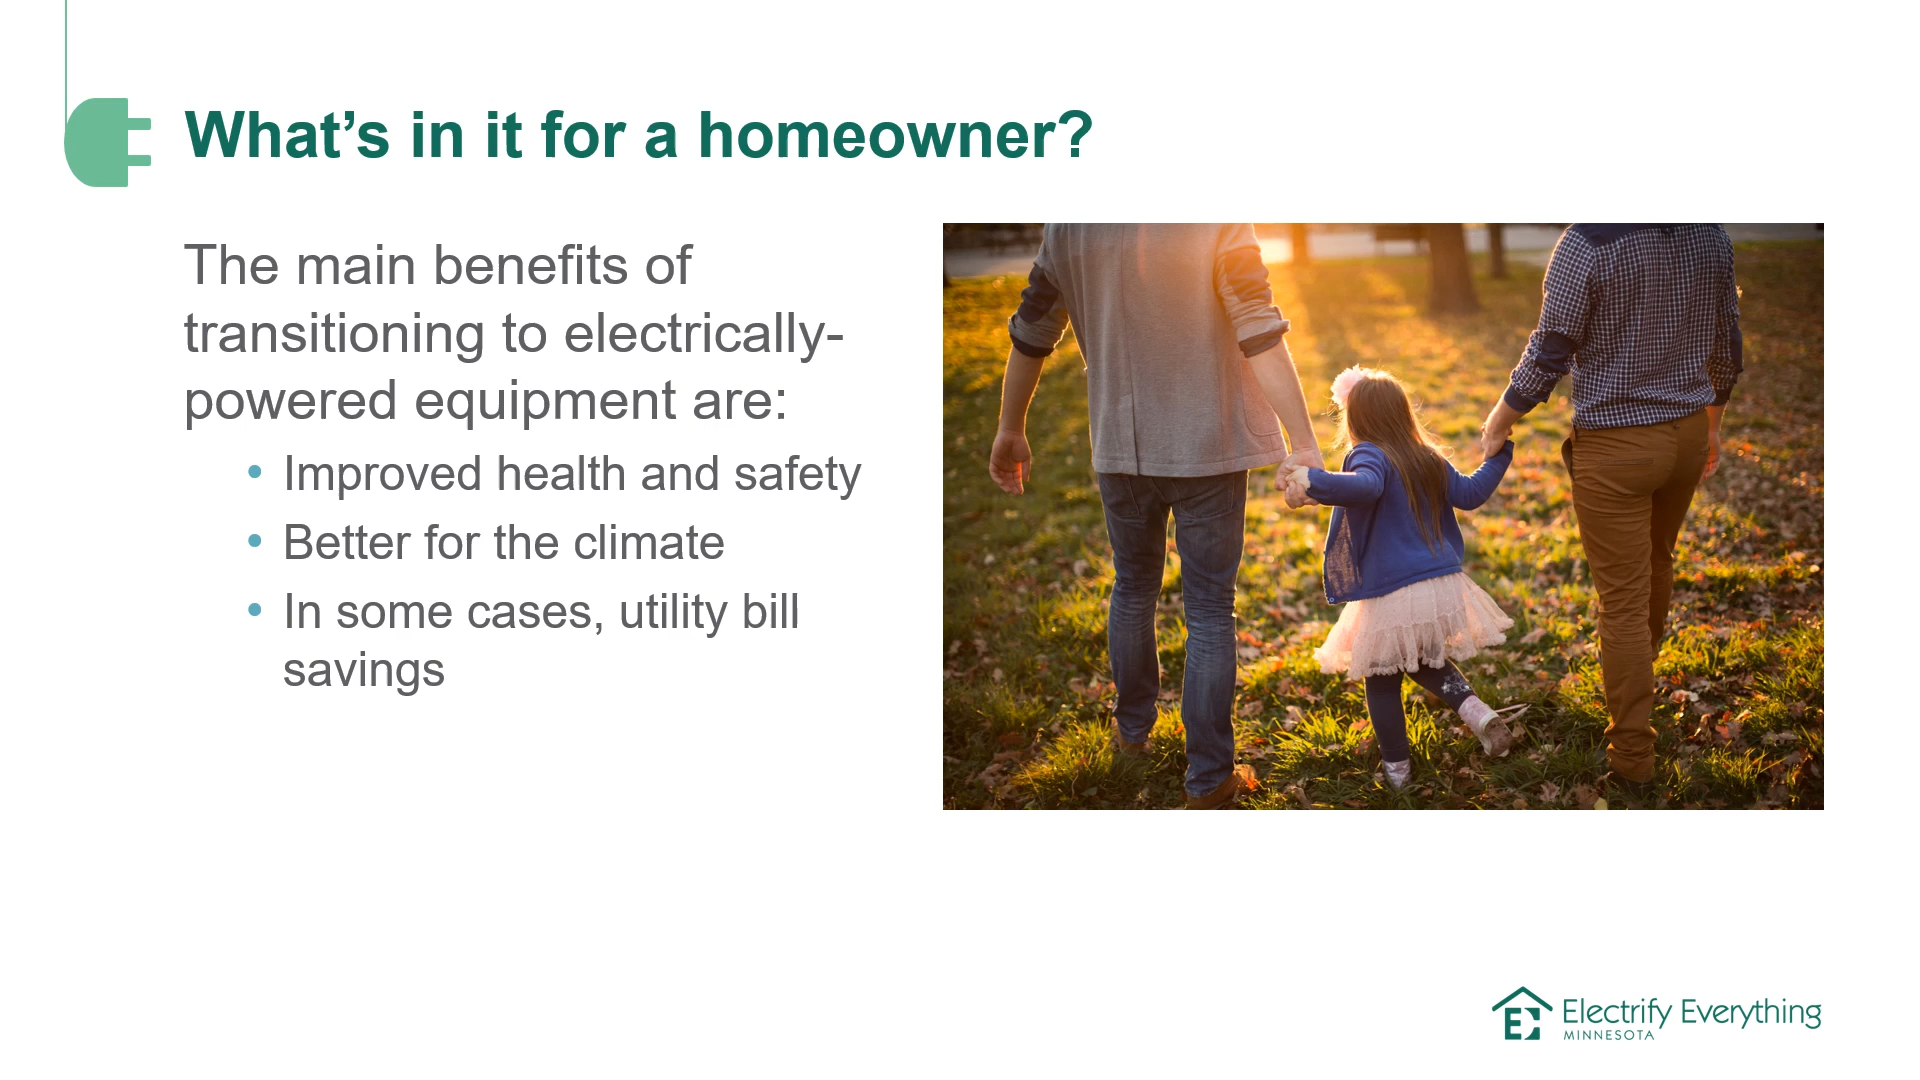 What’s in it for a homeowner?
The main benefits of
transitioning to electrically-
powered equipment are:
• Improved health and safety
• Better for the climate
• In some cases, utility bill
savings
Electrify Everything
MINNESOTA